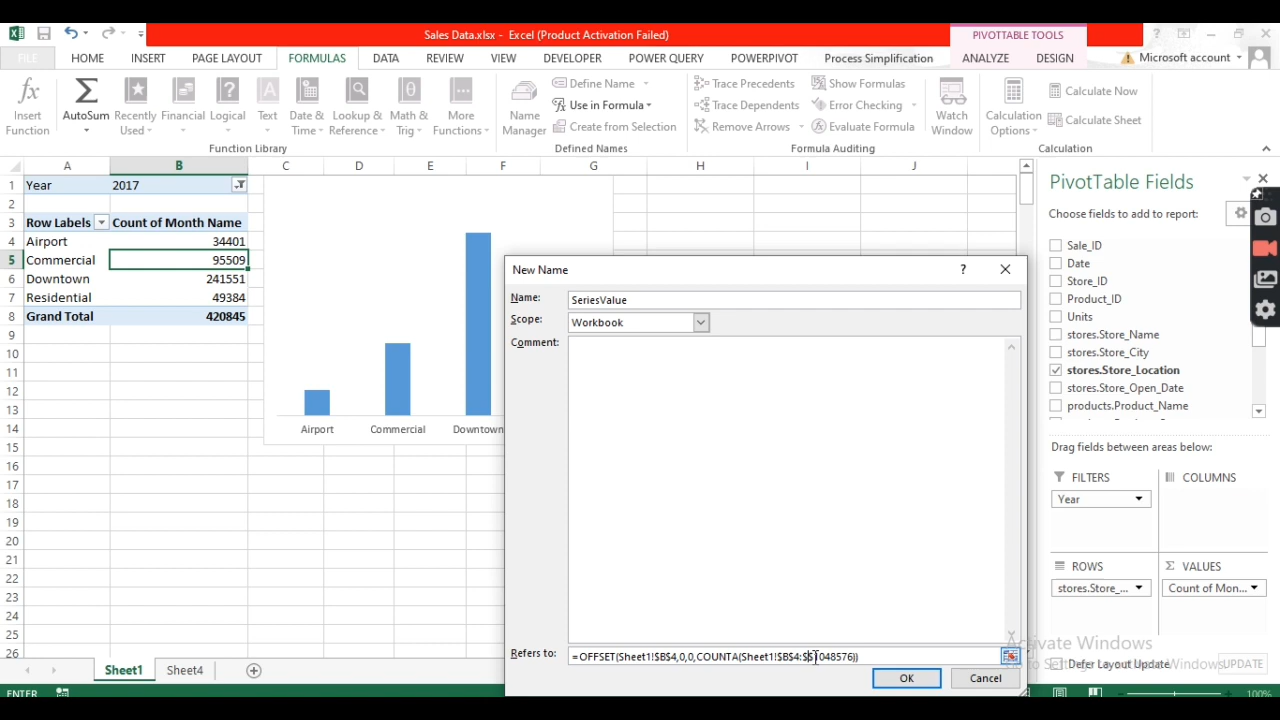 Sales Data.xlsx - Excel (Product Activation Failed)
PIVOTTABLE TOOLS
FILE HOME INSERT PAGE LAYOUT FORMULAS DATA REVIEW VIEW DEVELOPER POWER QUERY POWERPIVOT Process Simplification ANALYZE DESIGN Microsoft account
Insert Function
AutoSum
Recently Used
Financial
Logical
Text
Date & Time
Lookup & Reference
Math & Trig
More Functions
Function Library
Name Manager
Define Name
Use in Formula
Create from Selection
Defined Names
Trace Precedents
Trace Dependents
Remove Arrows
Show Formulas
Error Checking
Evaluate Formula
Formula Auditing
Watch Window
Calculation Options
Calculate Now
Calculate Sheet
Calculation
A B C D E F G H I J
1 Year 2017
2
3 Row Labels Count of Month Name
4 Airport 34401
5 Commercial 95509
6 Downtown 241551
7 Residential 49384
8 Grand Total 420845
9
10
11
12
13
14
15
16
17
18
19
20
21
22
23
24
25
26
Airport Commercial Downtown
New Name
?
Name: SeriesValue
Scope: Workbook
Comment:
Refers to: =OFFSET(Sheet1!$B$4,0,0,COUNTA(Sheet1!$B$4:$ $1048576))
OK Cancel
PivotTable Fields
Choose fields to add to report:
Sale_ID
Date
Store_ID
Product_ID
Units
stores.Store_Name
stores.Store_City
stores.Store_Location
stores.Store_Open_Date
products.Product_Name
Drag fields between areas below:
FILTERS COLUMNS
Year
ROWS Σ VALUES
stores.Store_... Count of Mon...
Activate Windows
Defer Layout Update UPDATE
Sheet1 Sheet4
ENTER 100%